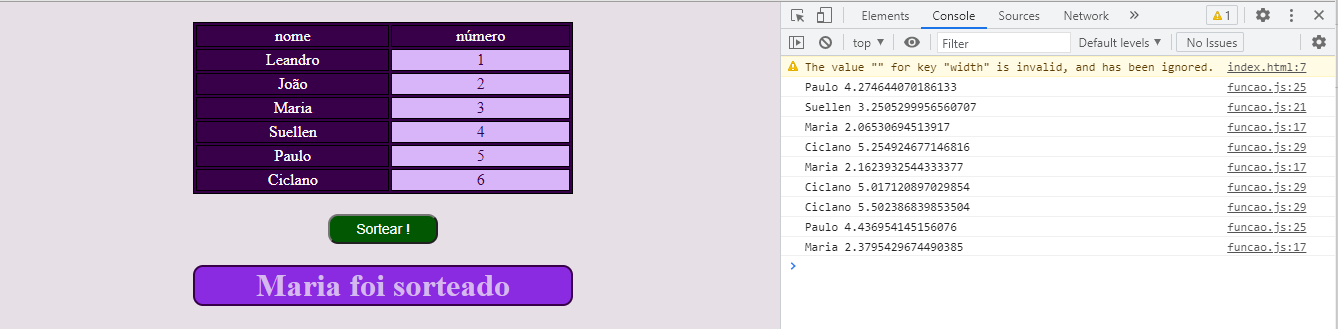 nome número
Leandro 1
João 2
Maria 3
Suellen 4
Paulo 5
Ciclano 6
Sortear !
Maria foi sorteado
Elements Console Sources Network » 1
top ▼ Filter Default levels ▼ No Issues
The value "" for key "width" is invalid, and has been ignored. index.html:7
Paulo 4.274644070186133 funcao.js:25
Suellen 3.2505299956560707 funcao.js:21
Maria 2.06530694513917 funcao.js:17
Ciclano 5.254924677146816 funcao.js:29
Maria 2.1623932544333377 funcao.js:17
Ciclano 5.017120897029854 funcao.js:29
Ciclano 5.502386839853504 funcao.js:29
Paulo 4.436954145156076 funcao.js:25
Maria 2.3795429674490385 funcao.js:17